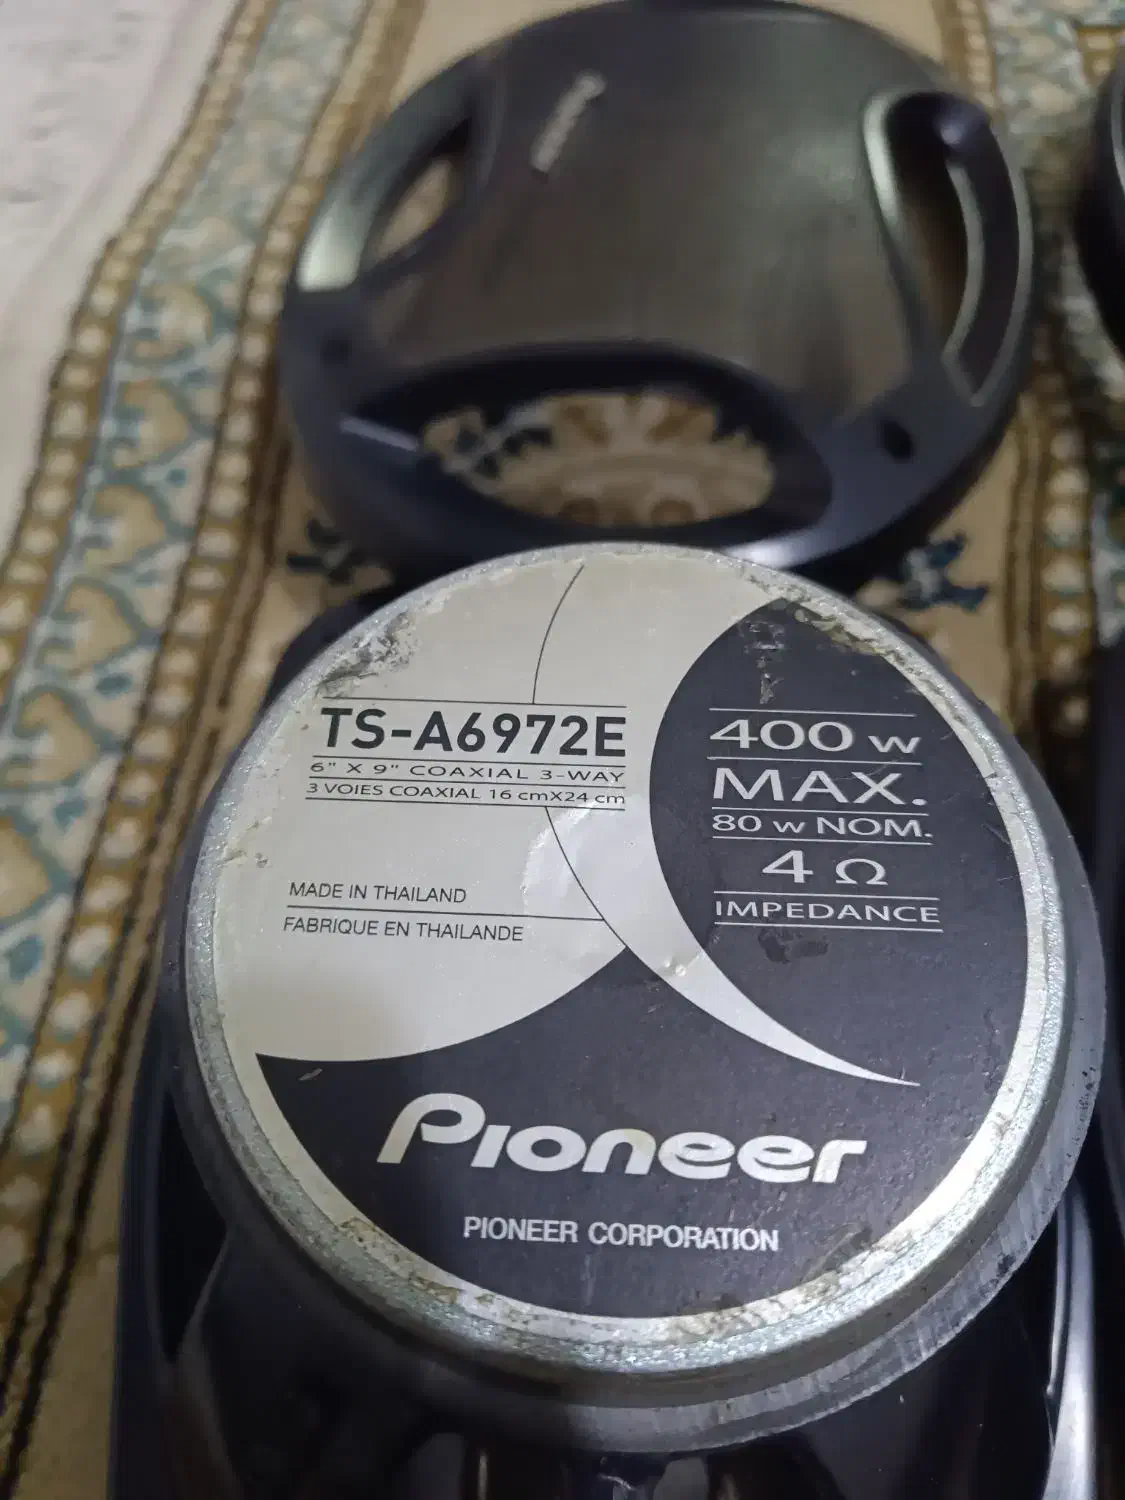 TS-A6972E
6" X 9" COAXIAL 3-WAY
3 VOIES COAXIAL 16 cmX24 cm
MADE IN THAILAND
FABRIQUE EN THAILANDE
400 W
MAX.
80 W NOM.
4 Ω
IMPEDANCE
Pioneer
PIONEER CORPORATION